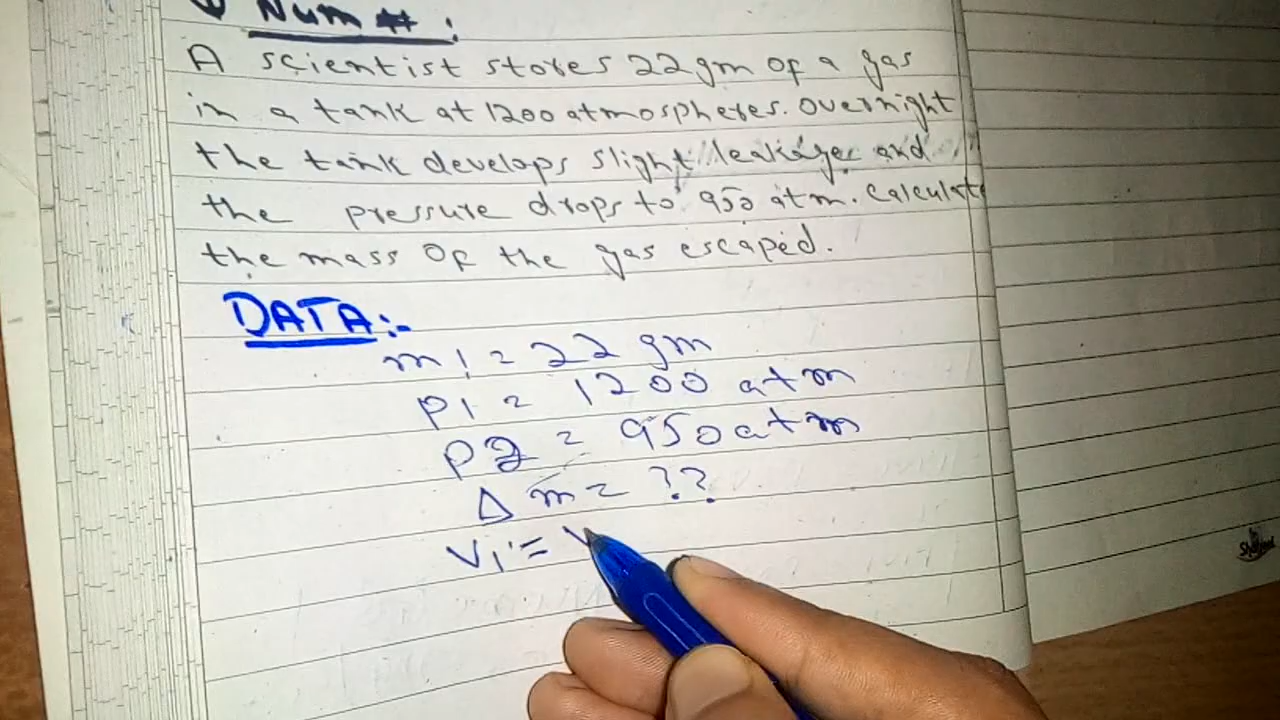 Num #:
A scientist stores 22gm of a gas
in a tank at 1200 atmospheres. Overnight
the tank develops slight leakage and
the pressure drops to 950 atm. Calculate
the mass of the gas escaped.
DATA:-
m1 = 22 gm
P1 = 1200 atm
P2 = 950 atm
Δm = ??
V1 = V